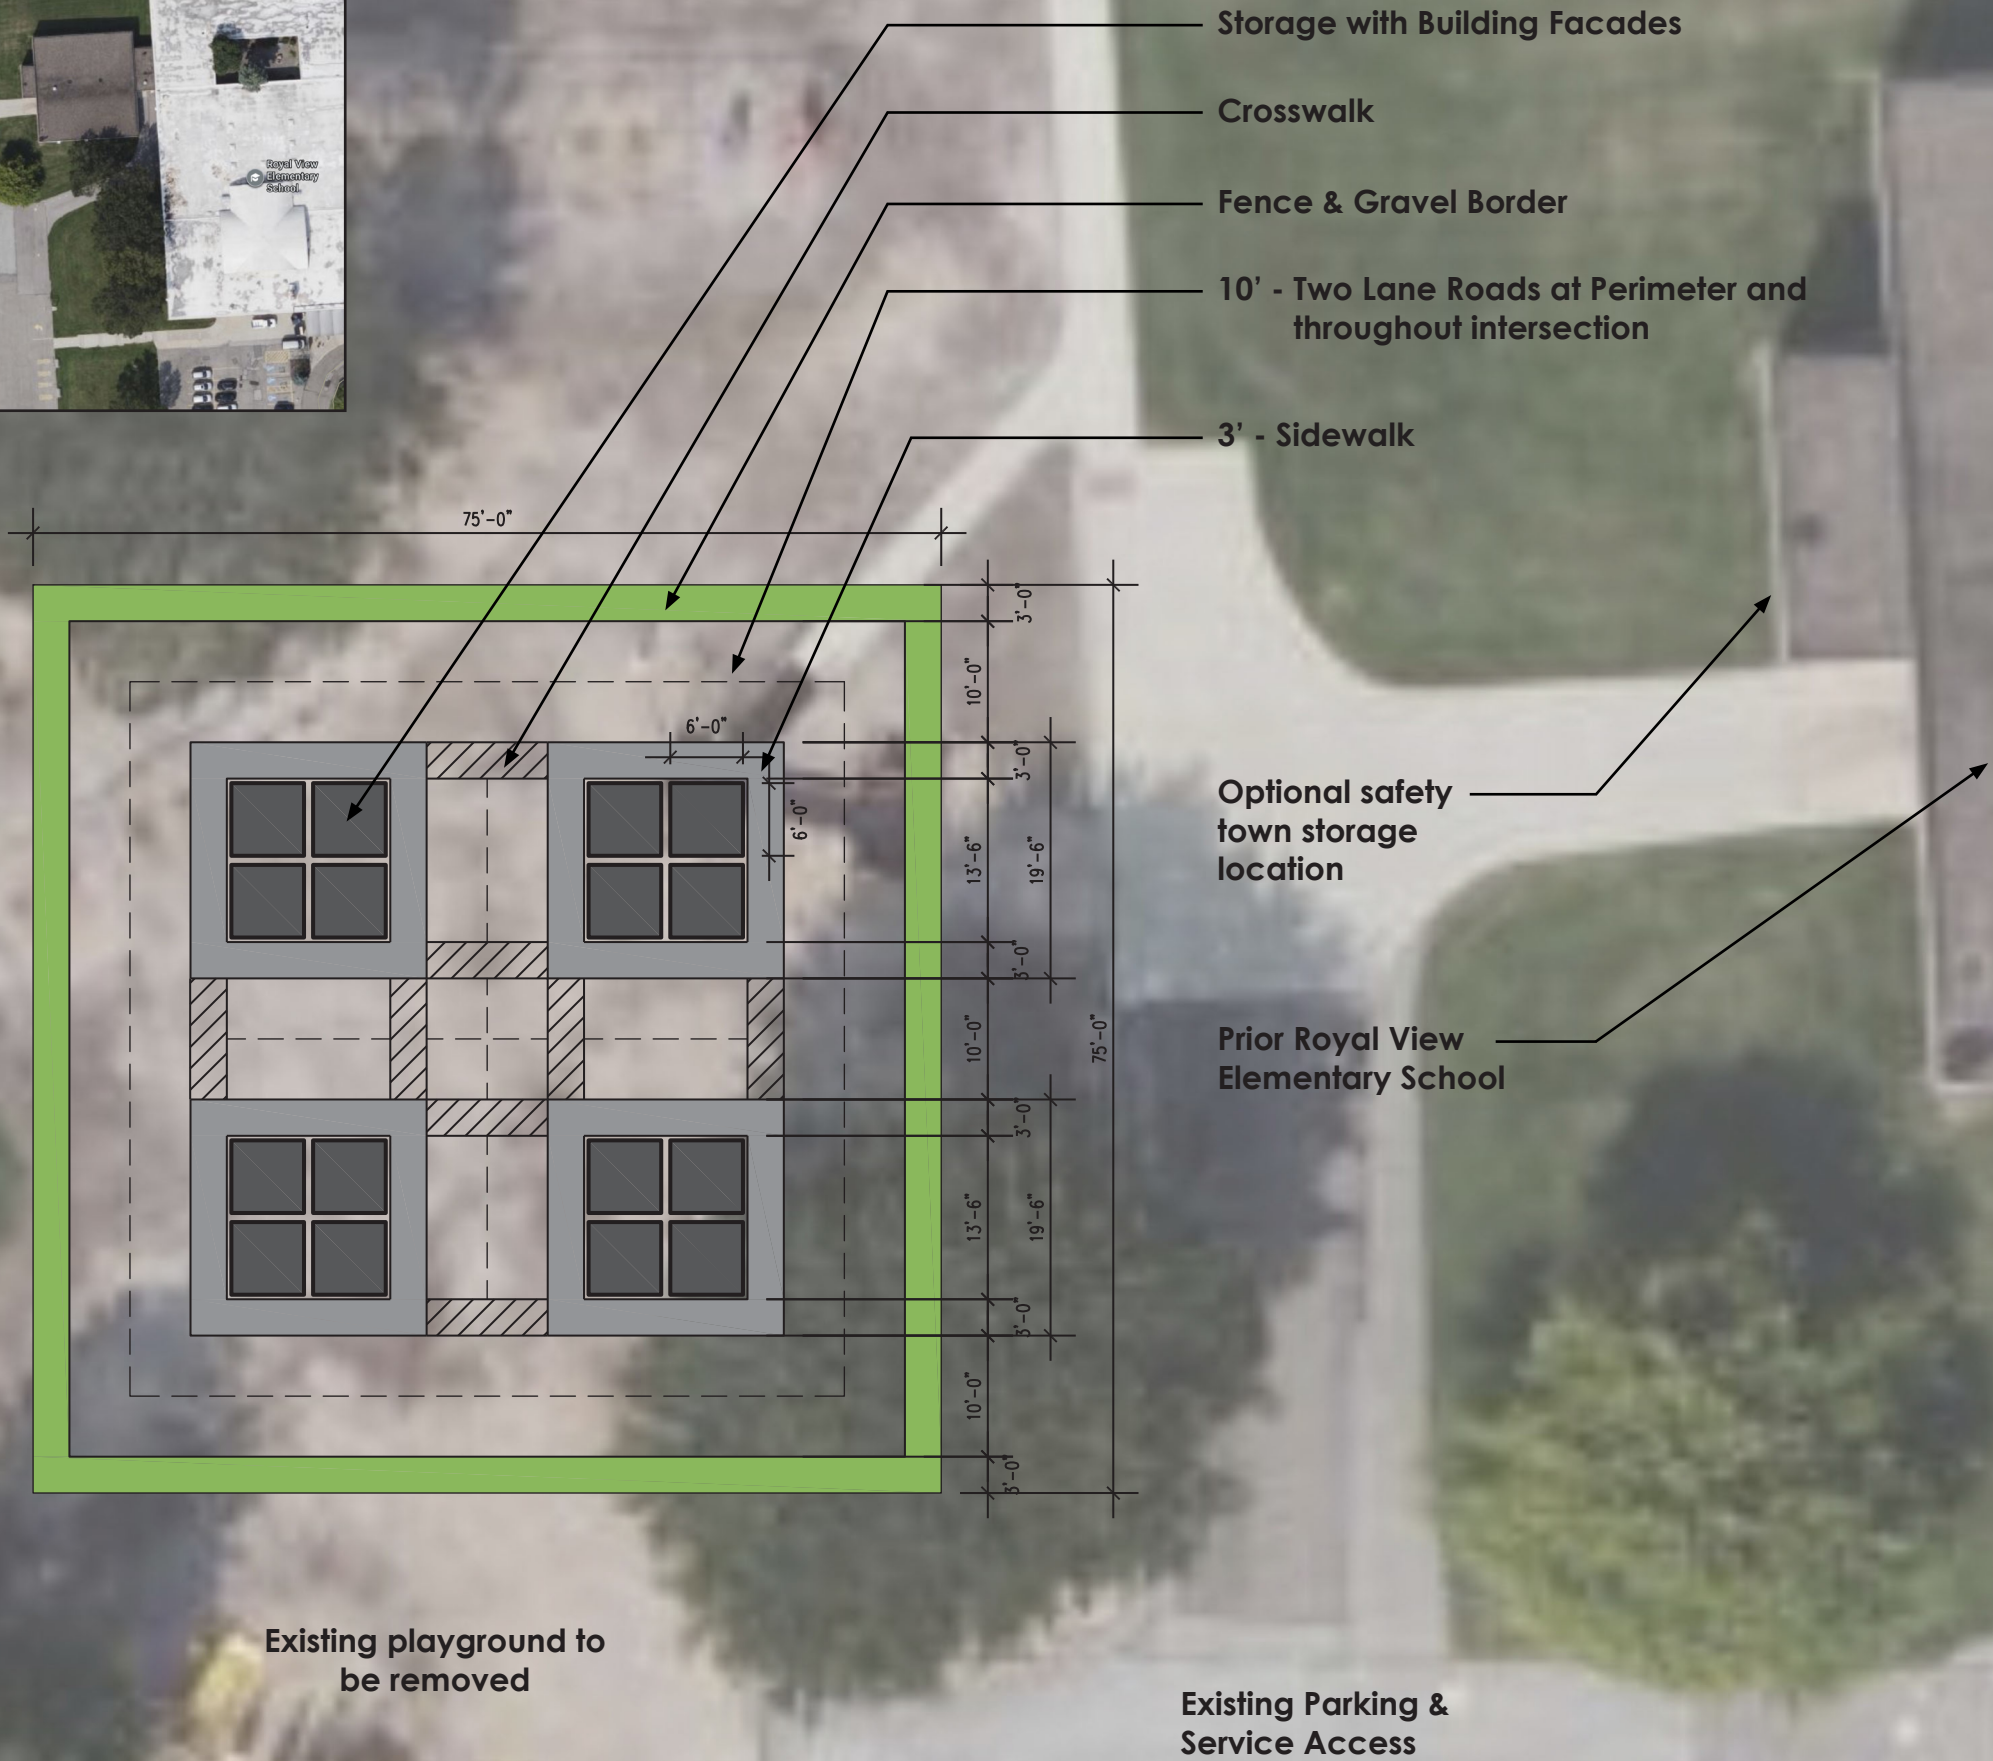 Storage with Building Facades
Crosswalk
Royal View
Elementary
School
Fence & Gravel Border
10’ - Two Lane Roads at Perimeter and
throughout intersection
3’ - Sidewalk
75'-0"
3'-0"
10'-0"
6'-0"
3'-0"
6'-0"
13'-6"
19'-6"
3'-0"
10'-0"
75'-0"
3'-0"
13'-6"
19'-6"
3'-0"
10'-0"
3'-0"
Optional safety
town storage
location
Prior Royal View
Elementary School
Existing playground to
be removed
Existing Parking &
Service Access